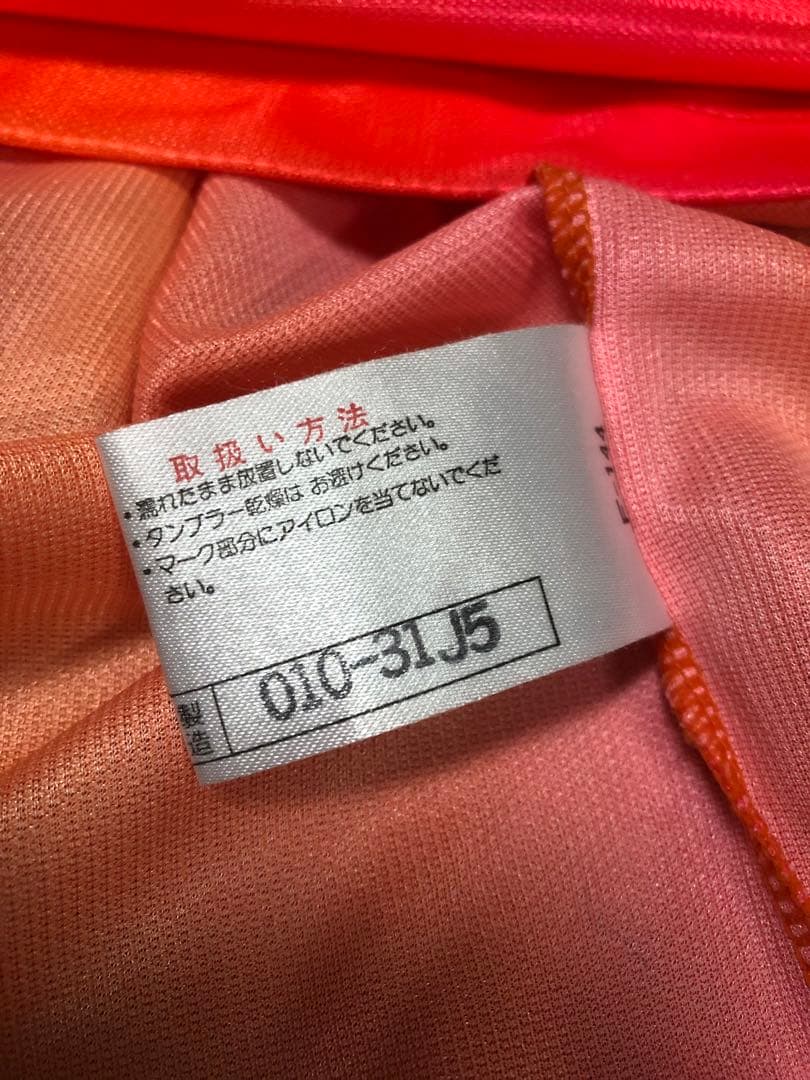 取扱い方法
・濡れたまま放置しないでください。
・タンブラー乾燥は お避けください。
・マーク部分にアイロンを当てないでくだ
さい。
製造 010-31J5